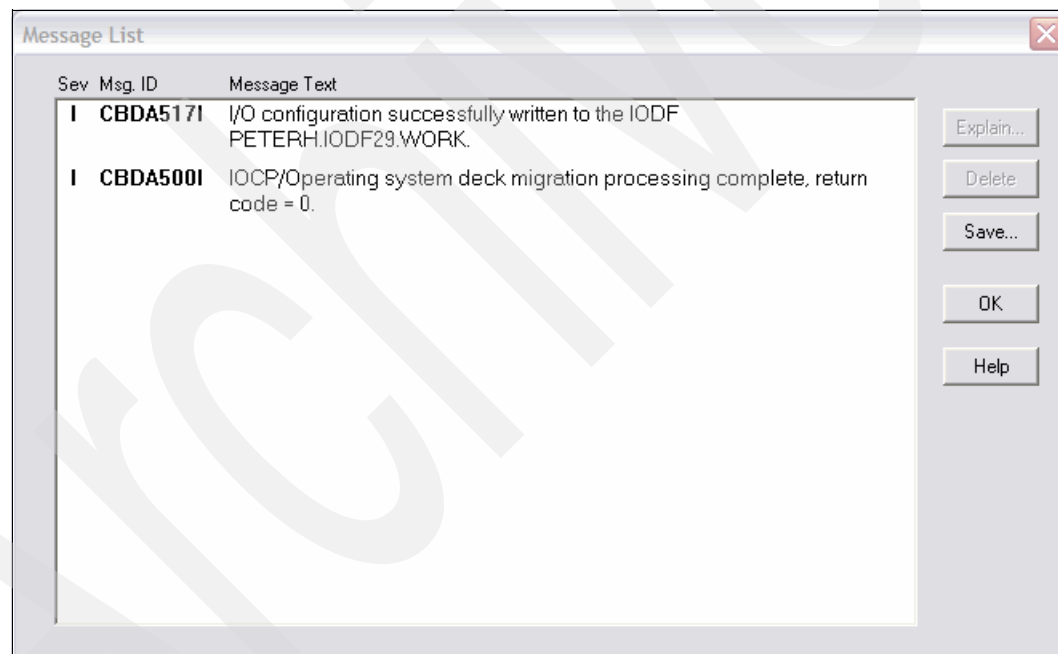 Message List
Sev Msg. ID Message Text
I CBDA517I I/O configuration successfully written to the IODF
PETERH.IODF29.WORK.
Explain...
I CBDA500I IOCP/Operating system deck migration processing complete, return
code = 0.
Delete
Save...
OK
Help